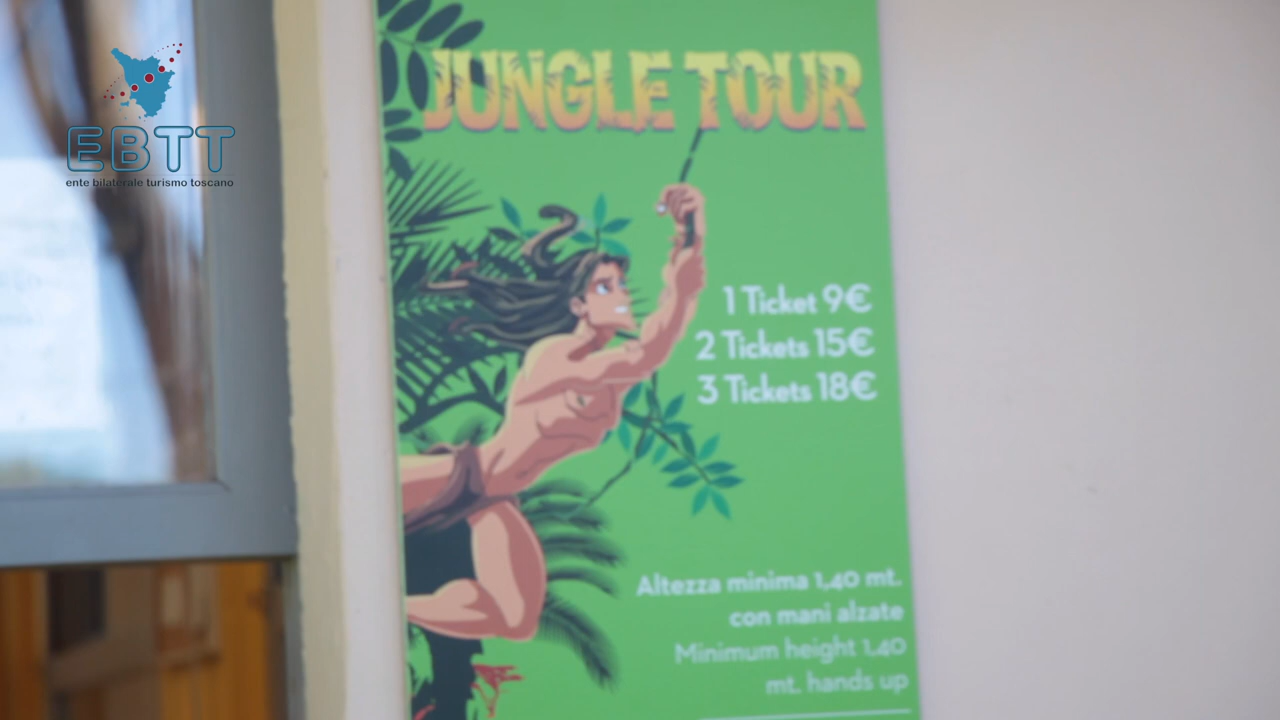 EBTT
ente bilaterale turismo toscano
JUNGLE TOUR
1 Ticket 9€
2 Tickets 15€
3 Tickets 18€
Altezza minima 1,40 mt.
con mani alzate
Minimum height 1.40
mt. hands up